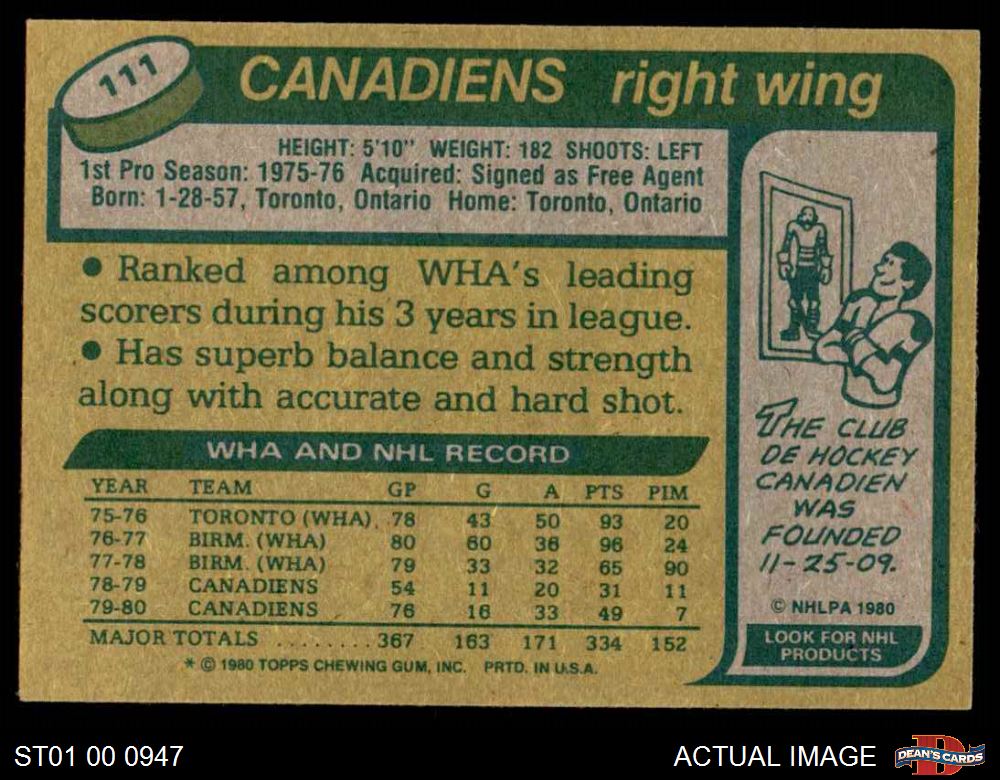 111
CANADIENS right wing
HEIGHT: 5'10" WEIGHT: 182 SHOOTS: LEFT
1st Pro Season: 1975-76 Acquired: Signed as Free Agent
Born: 1-28-57, Toronto, Ontario Home: Toronto, Ontario
● Ranked among WHA's leading
scorers during his 3 years in league.
● Has superb balance and strength
along with accurate and hard shot.
WHA AND NHL RECORD
YEAR TEAM GP G A PTS PIM
75-76 TORONTO (WHA) 78 43 50 93 20
76-77 BIRM. (WHA) 80 60 36 96 24
77-78 BIRM. (WHA) 79 33 32 65 90
78-79 CANADIENS 54 11 20 31 11
79-80 CANADIENS 76 16 33 49 7
MAJOR TOTALS ........ 367 163 171 334 152
* © 1980 TOPPS CHEWING GUM, INC. PRTD. IN U.S.A.
THE CLUB
DE HOCKEY
CANADIEN
WAS
FOUNDED
11-25-09.
© NHLPA 1980
LOOK FOR NHL
PRODUCTS
ST01 00 0947
ACTUAL IMAGE
D
DEAN'S CARDS